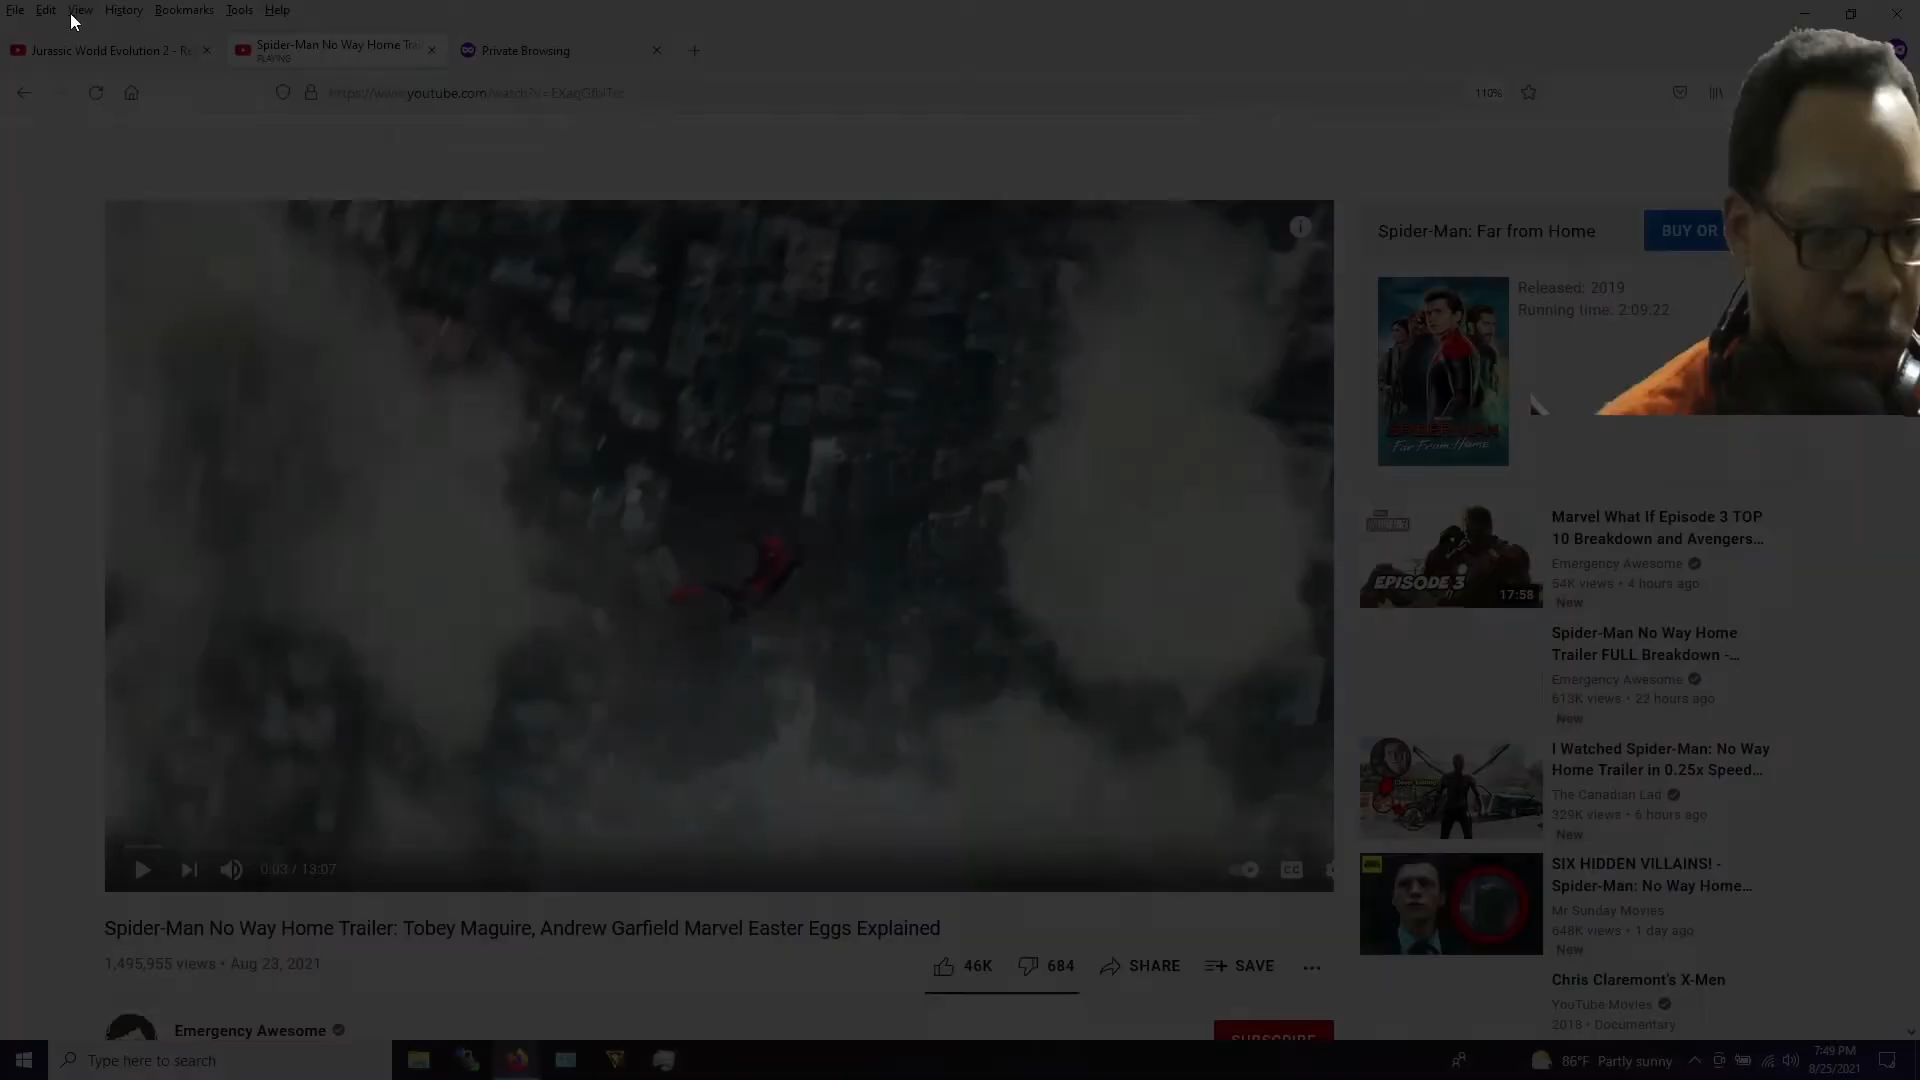 File Edit View History Bookmarks Tools Help
Jurassic World Evolution 2 - Re
Spider-Man No Way Home Trai
PLAYING
Private Browsing
youtube.com/watch?v=
110%
Spider-Man: Far from Home
BUY OR
Released: 2019
Running time: 2:09:22
Far From Home
Marvel What If Episode 3 TOP
10 Breakdown and Avengers...
Emergency Awesome
54K views • 4 hours ago
New
EPISODE 3
17:58
Spider-Man No Way Home
Trailer FULL Breakdown -...
Emergency Awesome
613K views • 22 hours ago
New
I Watched Spider-Man: No Way
Home Trailer in 0.25x Speed...
The Canadian Lad
329K views • 6 hours ago
New
SIX HIDDEN VILLAINS! -
Spider-Man: No Way Home...
Mr Sunday Movies
648K views • 1 day ago
New
Chris Claremont's X-Men
YouTube Movies
2018 • Documentary
0:03 / 13:07
CC
Spider-Man No Way Home Trailer: Tobey Maguire, Andrew Garfield Marvel Easter Eggs Explained
1,495,955 views • Aug 23, 2021
46K 684 SHARE SAVE
Emergency Awesome
SUBSCRIBE
Type here to search
86°F Partly sunny
7:49 PM
8/25/2021